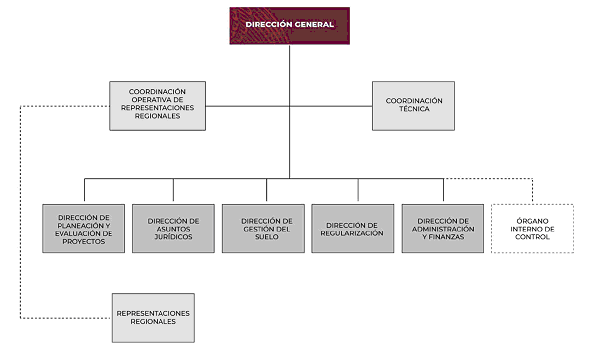 DIRECCIÓN GENERAL
COORDINACIÓN
OPERATIVA DE
REPRESENTACIONES
REGIONALES
COORDINACIÓN
TÉCNICA
DIRECCIÓN DE
PLANEACIÓN Y
EVALUACIÓN DE
PROYECTOS
DIRECCIÓN DE
ASUNTOS
JURÍDICOS
DIRECCIÓN DE
GESTIÓN DEL
SUELO
DIRECCIÓN DE
REGULARIZACIÓN
DIRECCIÓN DE
ADMINISTRACIÓN
Y FINANZAS
ÓRGANO
INTERNO DE
CONTROL
REPRESENTACIONES
REGIONALES